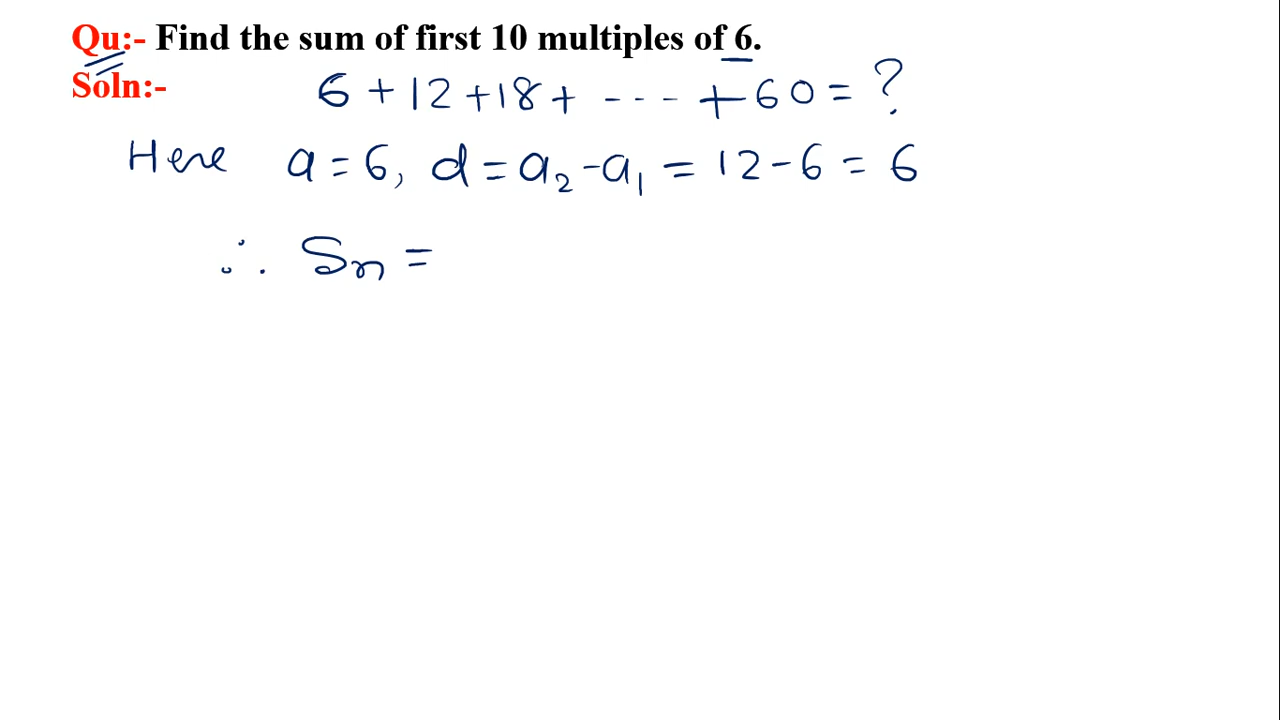 Qu:- Find the sum of first 10 multiples of 6.
Soln:- 6 + 12 + 18 + ---- + 60 = ?
Here a = 6, d = a₂ - a₁ = 12 - 6 = 6
∴ Sn =